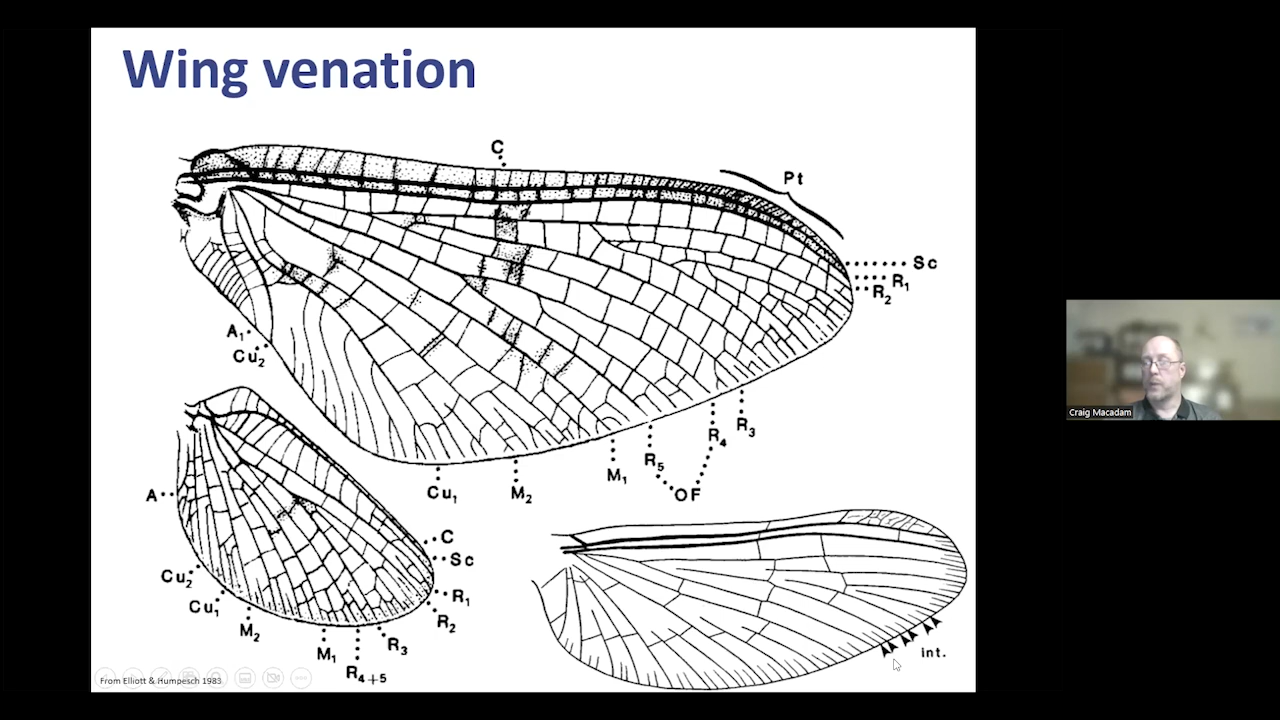 Wing venation
C
Pt
Sc
R1
R2
A1
Cu2
R3
R4
R5
M1
OF
Cu1
M2
A
C
Sc
Cu2
R1
Cu1
R2
M2
R3
M1
R4+5
int.
From Elliott & Humpesch 1983
Craig Macadam